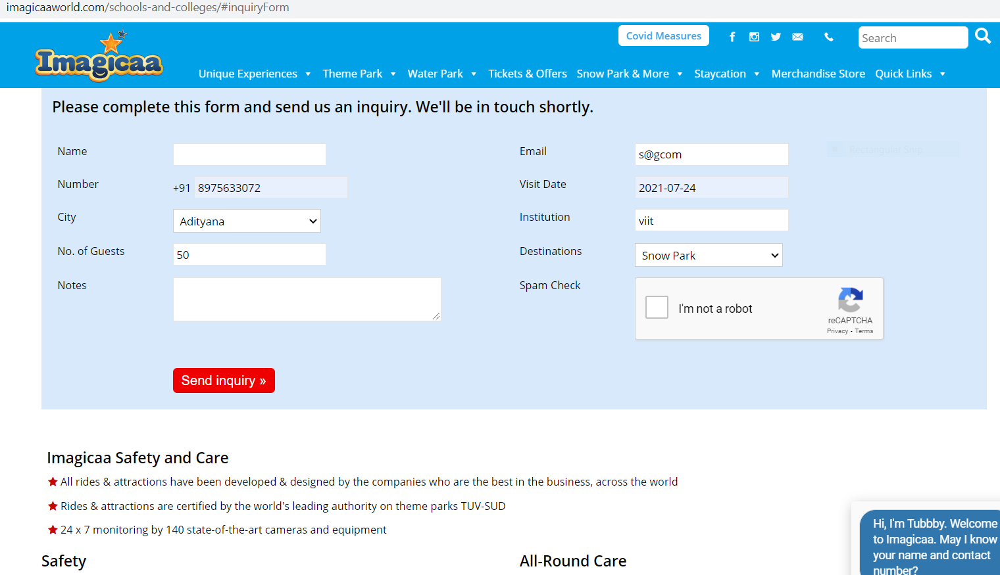 imagicaaworld.com/schools-and-colleges/#inquiryForm
Imagicaa
Covid Measures
Search
Unique Experiences Theme Park Water Park Tickets & Offers Snow Park & More Staycation Merchandise Store Quick Links
Please complete this form and send us an inquiry. We'll be in touch shortly.
Name
Email s@gcom
Rectangular Snip
Number +91 8975633072
Visit Date 2021-07-24
City Adityana
Institution viit
No. of Guests 50
Destinations Snow Park
Notes
Spam Check
I'm not a robot
reCAPTCHA
Privacy - Terms
Send inquiry »
Imagicaa Safety and Care
All rides & attractions have been developed & designed by the companies who are the best in the business, across the world
Rides & attractions are certified by the world's leading authority on theme parks TUV-SUD
24 x 7 monitoring by 140 state-of-the-art cameras and equipment
Safety
All-Round Care
Hi, I'm Tubbby. Welcome
to Imagicaa. May I know
your name and contact
number?